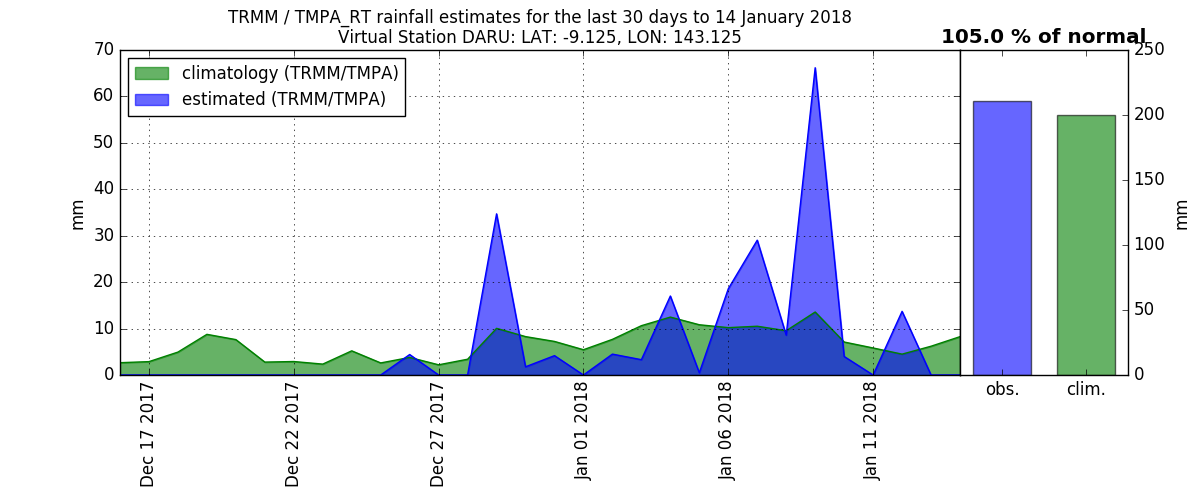 TRMM / TMPA_RT rainfall estimates for the last 30 days to 14 January 2018
Virtual Station DARU: LAT: -9.125, LON: 143.125
105.0 % of normal
climatology (TRMM/TMPA)
estimated (TRMM/TMPA)
70
60
50
40
30
20
10
0
mm
Dec 17 2017
Dec 22 2017
Dec 27 2017
Jan 01 2018
Jan 06 2018
Jan 11 2018
obs.
clim.
250
200
150
100
50
0
mm